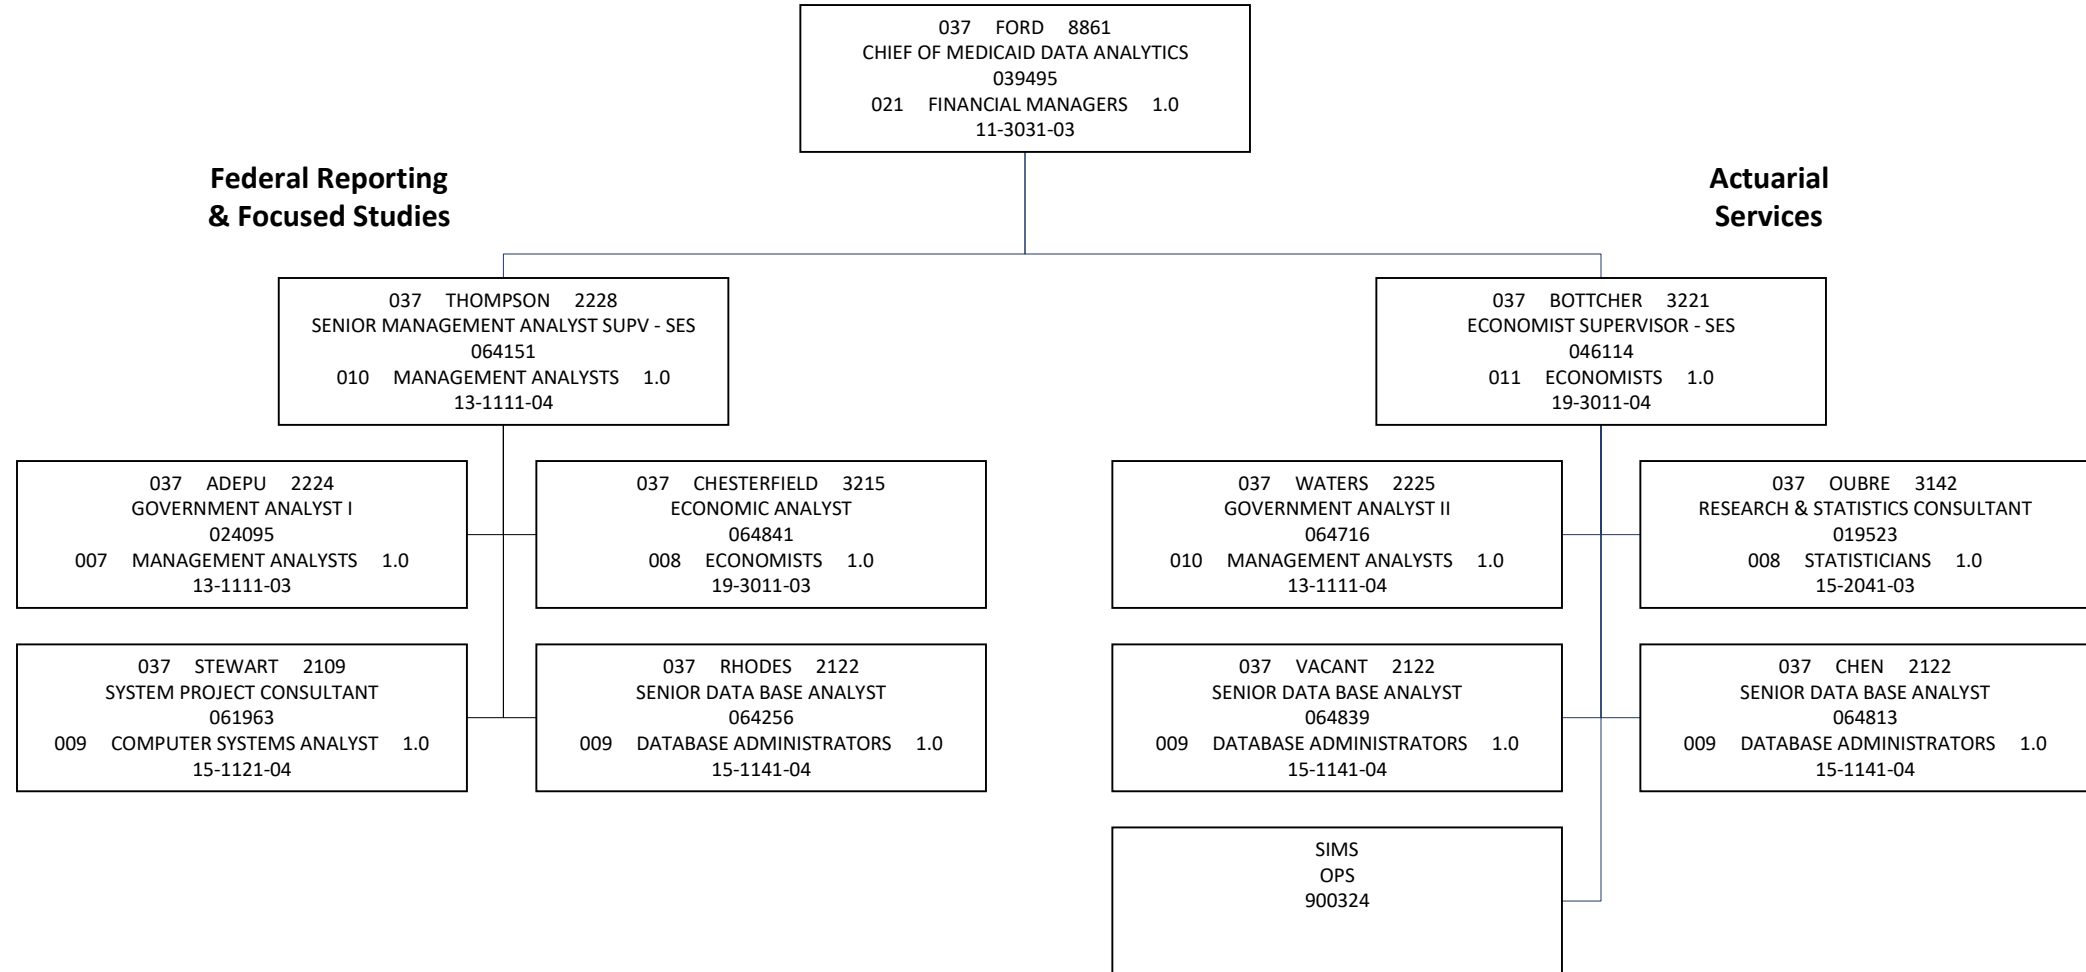 037 FORD 8861
CHIEF OF MEDICAID DATA ANALYTICS
039495
021 FINANCIAL MANAGERS 1.0
11-3031-03
Federal Reporting
& Focused Studies
Actuarial
Services
037 THOMPSON 2228
SENIOR MANAGEMENT ANALYST SUPV - SES
064151
010 MANAGEMENT ANALYSTS 1.0
13-1111-04
037 BOTTCHER 3221
ECONOMIST SUPERVISOR - SES
046114
011 ECONOMISTS 1.0
19-3011-04
037 ADEPU 2224
GOVERNMENT ANALYST I
024095
007 MANAGEMENT ANALYSTS 1.0
13-1111-03
037 CHESTERFIELD 3215
ECONOMIC ANALYST
064841
008 ECONOMISTS 1.0
19-3011-03
037 WATERS 2225
GOVERNMENT ANALYST II
064716
010 MANAGEMENT ANALYSTS 1.0
13-1111-04
037 OUBRE 3142
RESEARCH & STATISTICS CONSULTANT
019523
008 STATISTICIANS 1.0
15-2041-03
037 STEWART 2109
SYSTEM PROJECT CONSULTANT
061963
009 COMPUTER SYSTEMS ANALYST 1.0
15-1121-04
037 RHODES 2122
SENIOR DATA BASE ANALYST
064256
009 DATABASE ADMINISTRATORS 1.0
15-1141-04
037 VACANT 2122
SENIOR DATA BASE ANALYST
064839
009 DATABASE ADMINISTRATORS 1.0
15-1141-04
037 CHEN 2122
SENIOR DATA BASE ANALYST
064813
009 DATABASE ADMINISTRATORS 1.0
15-1141-04
SIMS
OPS
900324